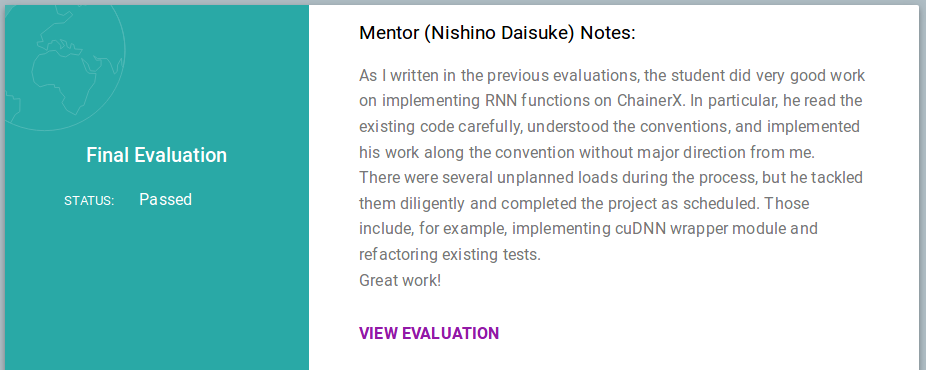 Final Evaluation
STATUS: Passed
Mentor (Nishino Daisuke) Notes:
As I written in the previous evaluations, the student did very good work
on implementing RNN functions on ChainerX. In particular, he read the
existing code carefully, understood the conventions, and implemented
his work along the convention without major direction from me.
There were several unplanned loads during the process, but he tackled
them diligently and completed the project as scheduled. Those
include, for example, implementing cuDNN wrapper module and
refactoring existing tests.
Great work!
VIEW EVALUATION